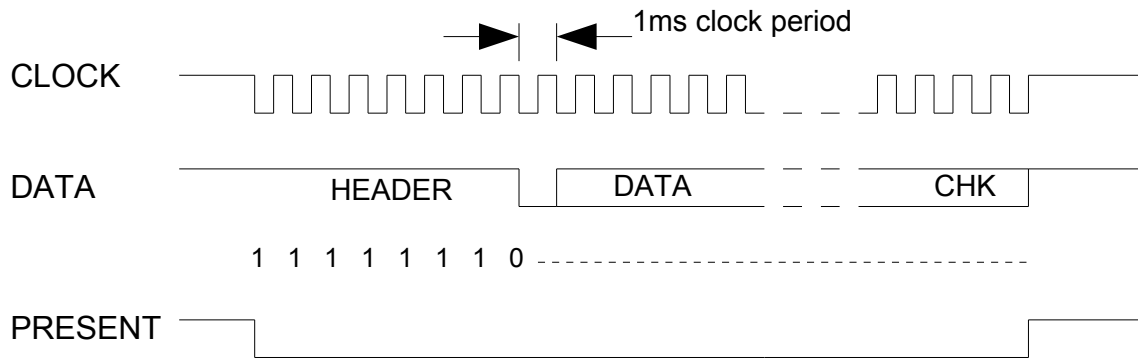 1ms clock period
CLOCK
DATA HEADER DATA CHK
1 1 1 1 1 1 1 0
PRESENT